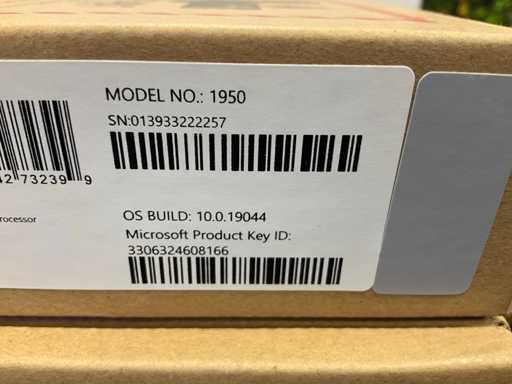 MODEL NO.: 1950
SN:013933222257
42 73239 9
rocessor
OS BUILD: 10.0.19044
Microsoft Product Key ID:
3306324608166